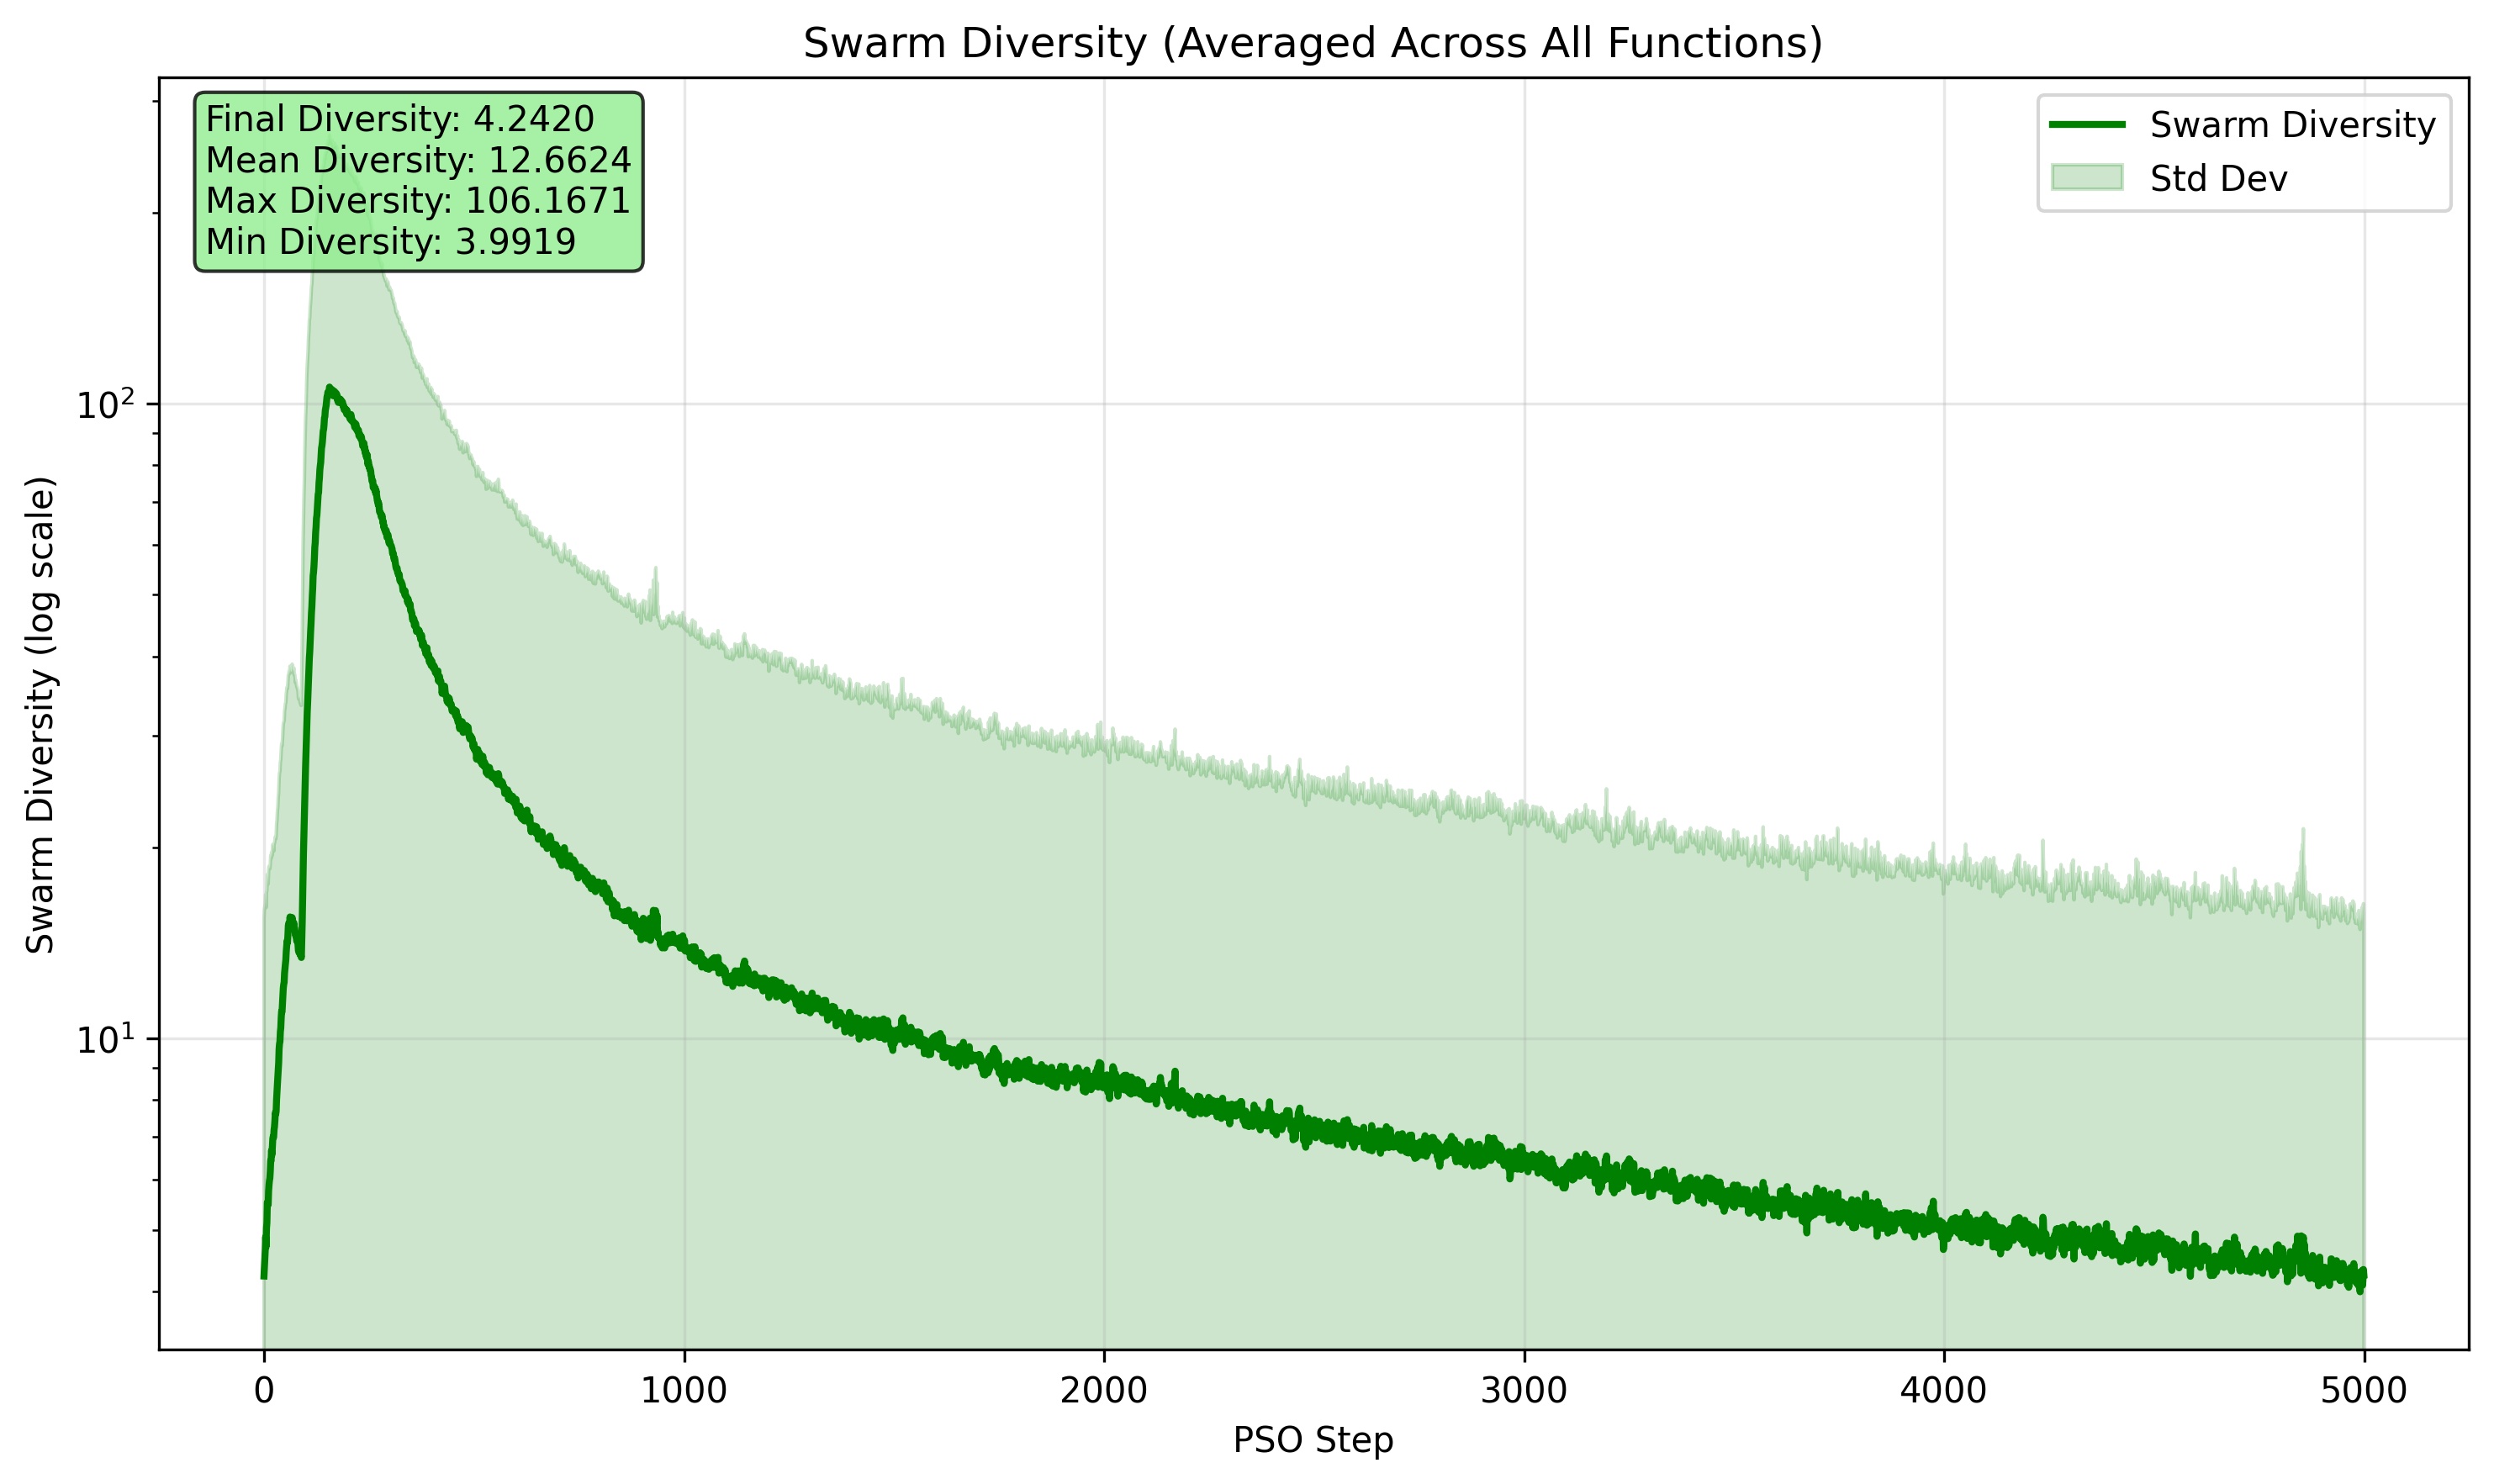 Swarm Diversity (Averaged Across All Functions)
Final Diversity: 4.2420
Mean Diversity: 12.6624
Max Diversity: 106.1671
Min Diversity: 3.9919
Swarm Diversity
Std Dev
Swarm Diversity (log scale)
10²
10¹
0 1000 2000 3000 4000 5000
PSO Step